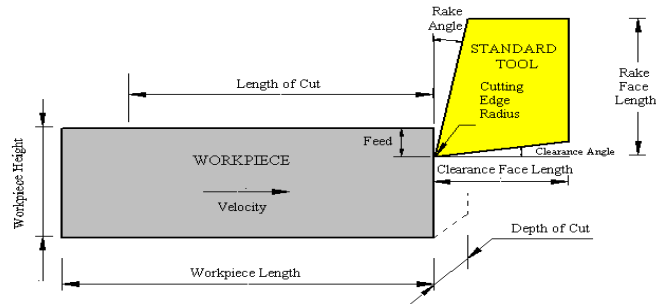 Rake
Angle
STANDARD
TOOL
Length of Cut
Cutting
Edge
Radius
Rake
Face
Length
Feed
Clearance Angle
WORKPIECE
Clearance Face Length
Workpiece Height
Velocity
Depth of Cut
Workpiece Length